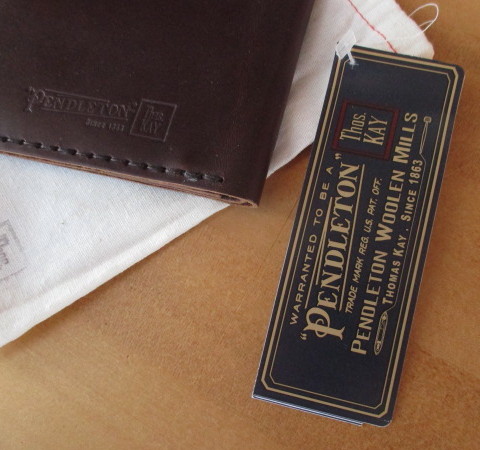 "PENDLETON"
SINCE 1863
Thos.
KAY
Thos.
WARRANTED TO BE A
"PENDLETON"
TRADE MARK REG. U.S. PAT. OFF.
Thos.
KAY
PENDLETON WOOLEN MILLS
THOMAS KAY · SINCE 1863